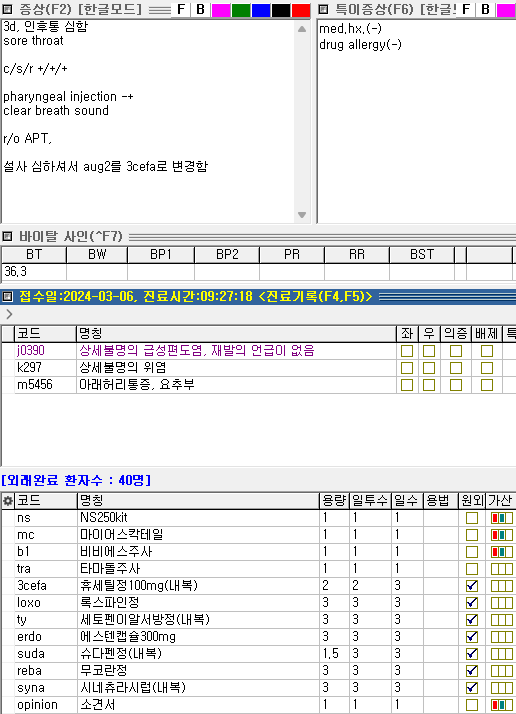 증상(F2) [한글모드] F B
3d, 인후통 심함
sore throat
c/s/r +/+/+
pharyngeal injection -+
clear breath sound
r/o APT,
설사 심하셔서 aug2를 3cefa로 변경함
특이증상(F6) [한글 F B
med.hx.(-)
drug allergy(-)
바이탈 사인(^F7)
BT BW BP1 BP2 PR RR BST
36.3
접수일:2024-03-06, 진료시간:09:27:18 <진료기록(F4,F5)>
코드 명칭 좌 우 의증 배제 특
j0390 상세불명의 급성편도염, 재발의 언급이 없음
k297 상세불명의 위염
m5456 아래허리통증, 요추부
[외래완료 환자수 : 40명]
코드 명칭 용량 일투수 일수 용법 원외 가산
ns NS250kit 1 1 1
mc 마이어스칵테일 1 1 1
b1 비비에스주사 1 1 1
tra 타마돌주사 1 1 1
3cefa 휴세틸정100mg(내복) 2 2 3
loxo 록스파인정 3 3 3
ty 세토펜이알서방정(내복) 3 3 3
erdo 에스텐캡슐300mg 3 3 3
suda 슈다펜정(내복) 1.5 3 3
reba 무코란정 3 3 3
syna 시네츄라시럽(내복) 3 3 3
opinion 소견서 1 1 1